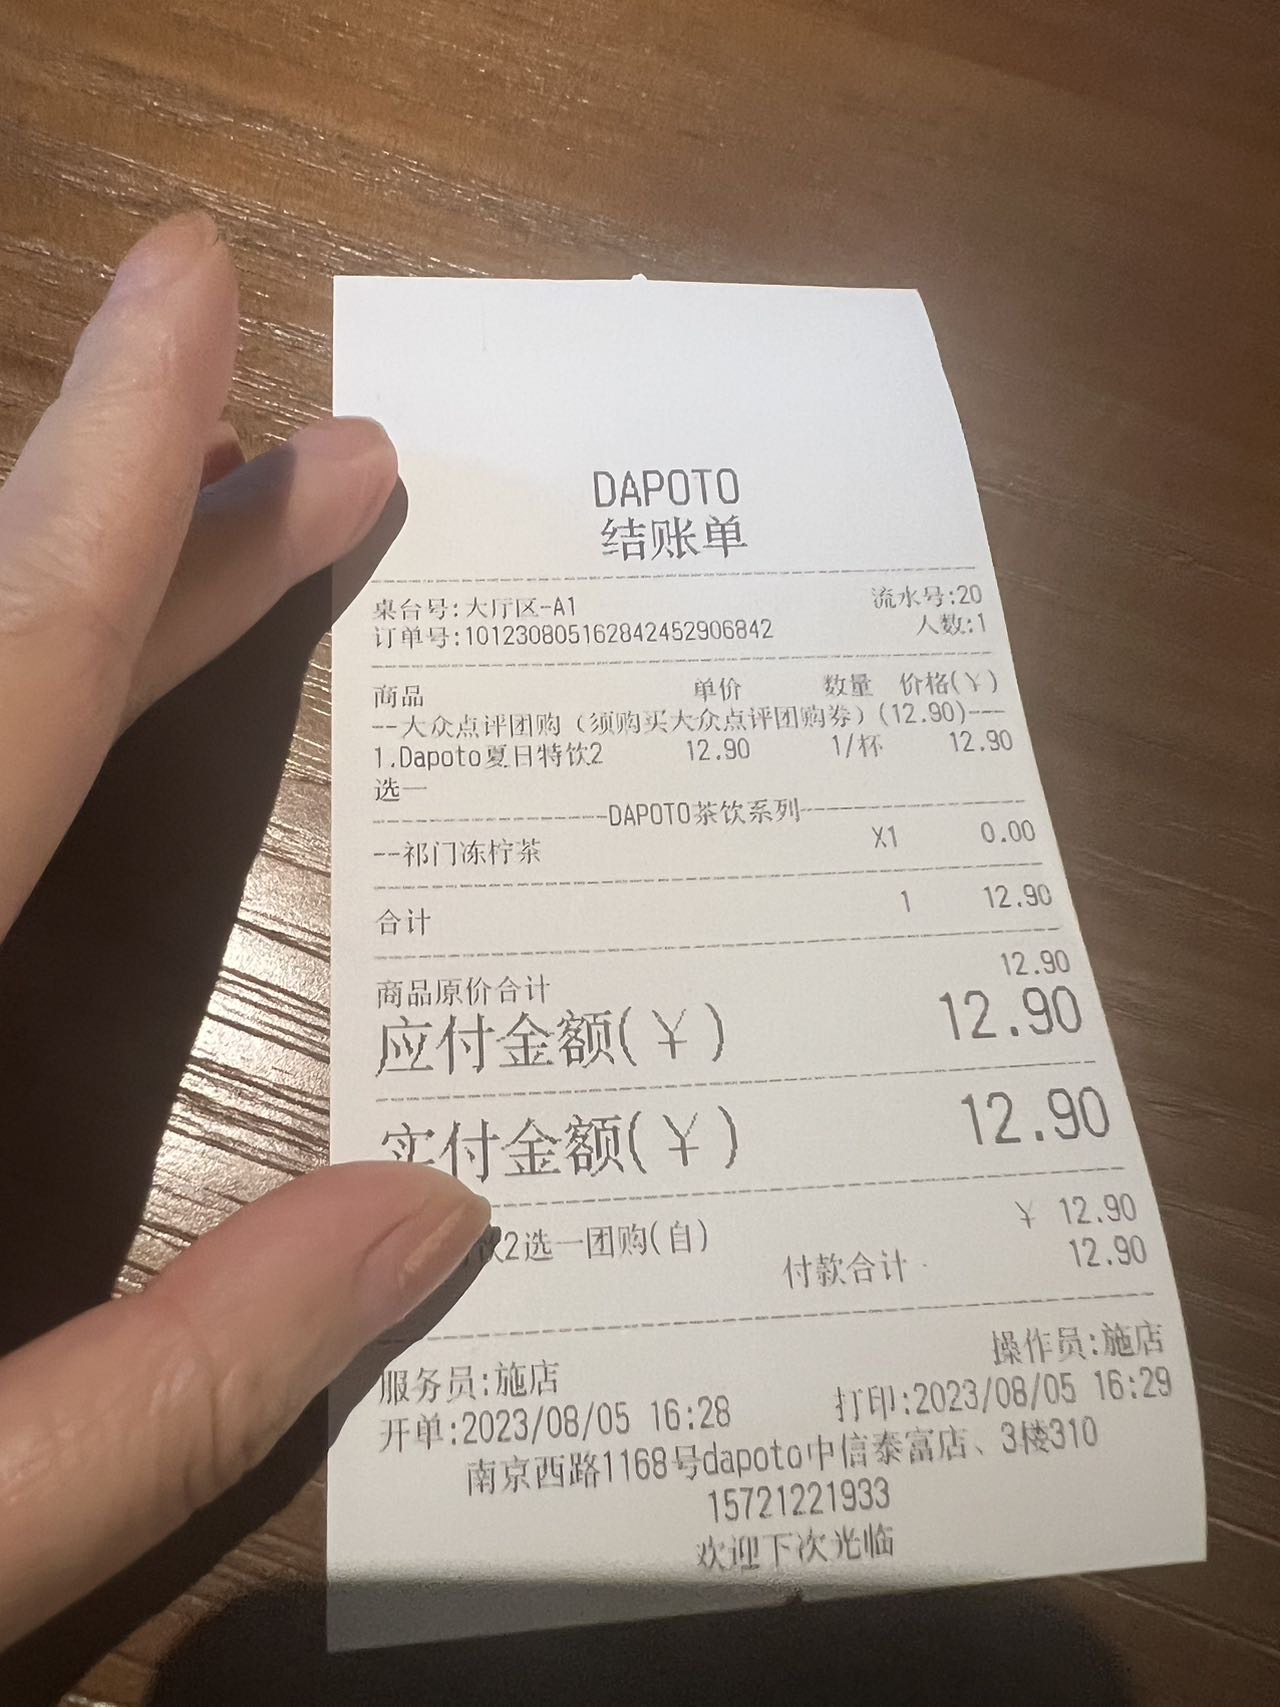 DAPOTO
结账单
桌台号:大厅区-A1 流水号:20
订单号:101230805162842452906842 人数:1
商品 单价 数量 价格(¥)
--大众点评团购(须购买大众点评团购券)(12.90)---
1.Dapoto夏日特饮2 12.90 1/杯 12.90
选一
----------------DAPOTO茶饮系列----------------
--祁门冻柠茶 X1 0.00
合计 1 12.90
商品原价合计 12.90
应付金额(¥) 12.90
实付金额(¥) 12.90
饮2选一团购(自) ¥ 12.90
付款合计 12.90
服务员:施店 操作员:施店
开单:2023/08/05 16:28 打印:2023/08/05 16:29
南京西路1168号dapoto中信泰富店、3楼310
15721221933
欢迎下次光临